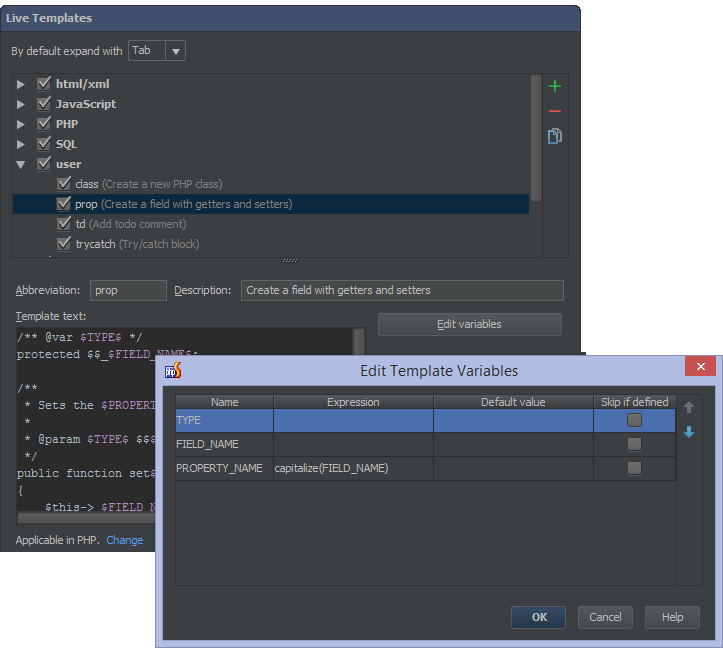 Live Templates
By default expand with Tab
html/xml
JavaScript
PHP
SQL
user
class (Create a new PHP class)
prop (Create a field with getters and setters)
td (Add todo comment)
trycatch (Try/catch block)
Abbreviation: prop Description: Create a field with getters and setters
Template text:
Edit variables
/** @var $TYPE$ */
protected $$_$FIELD_NAME$;
/**
* Sets the $PROPERT
*
* @param $TYPE$ $$$
*/
public function set$
{
$this->_$FIELD_N
Applicable in PHP. Change
php
Edit Template Variables
Name Expression Default value Skip if defined
TYPE
FIELD_NAME
PROPERTY_NAME capitalize(FIELD_NAME)
OK Cancel Help